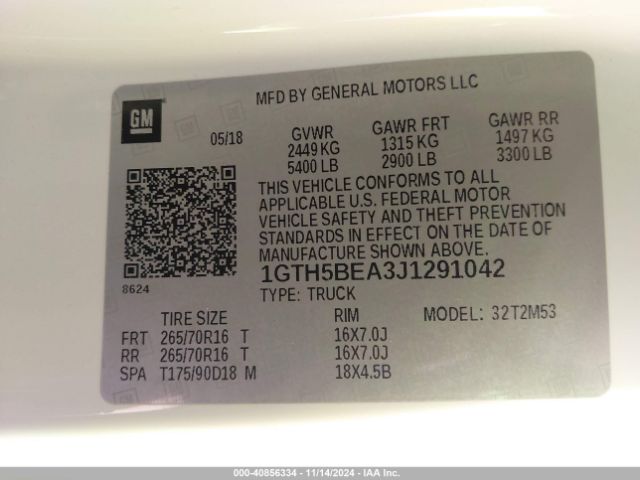 GM
MFD BY GENERAL MOTORS LLC
05/18 GVWR GAWR FRT GAWR RR
2449 KG 1315 KG 1497 KG
5400 LB 2900 LB 3300 LB
THIS VEHICLE CONFORMS TO ALL
APPLICABLE U.S. FEDERAL MOTOR
VEHICLE SAFETY AND THEFT PREVENTION
STANDARDS IN EFFECT ON THE DATE OF
MANUFACTURE SHOWN ABOVE.
8624
1GTH5BEA3J1291042
TYPE: TRUCK
TIRE SIZE RIM MODEL: 32T2M53
FRT 265/70R16 T 16X7.0J
RR 265/70R16 T 16X7.0J
SPA T175/90D18 M 18X4.5B
000-40856334 - 11/14/2024 - IAAI.COM